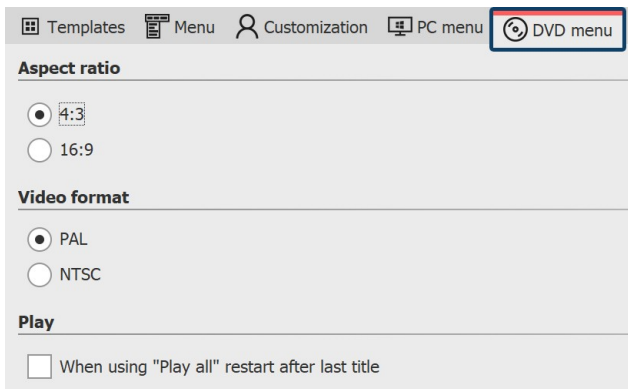 Templates Menu Customization PC menu DVD menu
Aspect ratio
4:3
16:9
Video format
PAL
NTSC
Play
When using "Play all" restart after last title